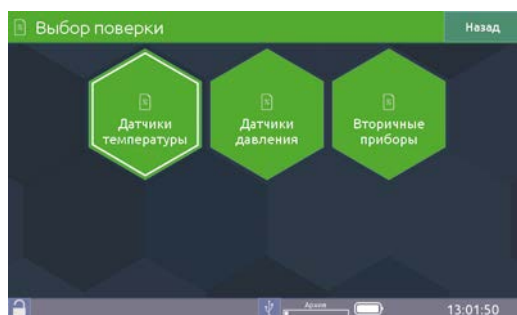 Выбор поверки
Назад
Датчики
температуры
Датчики
давления
Вторичные
приборы
Архив
13:01:50